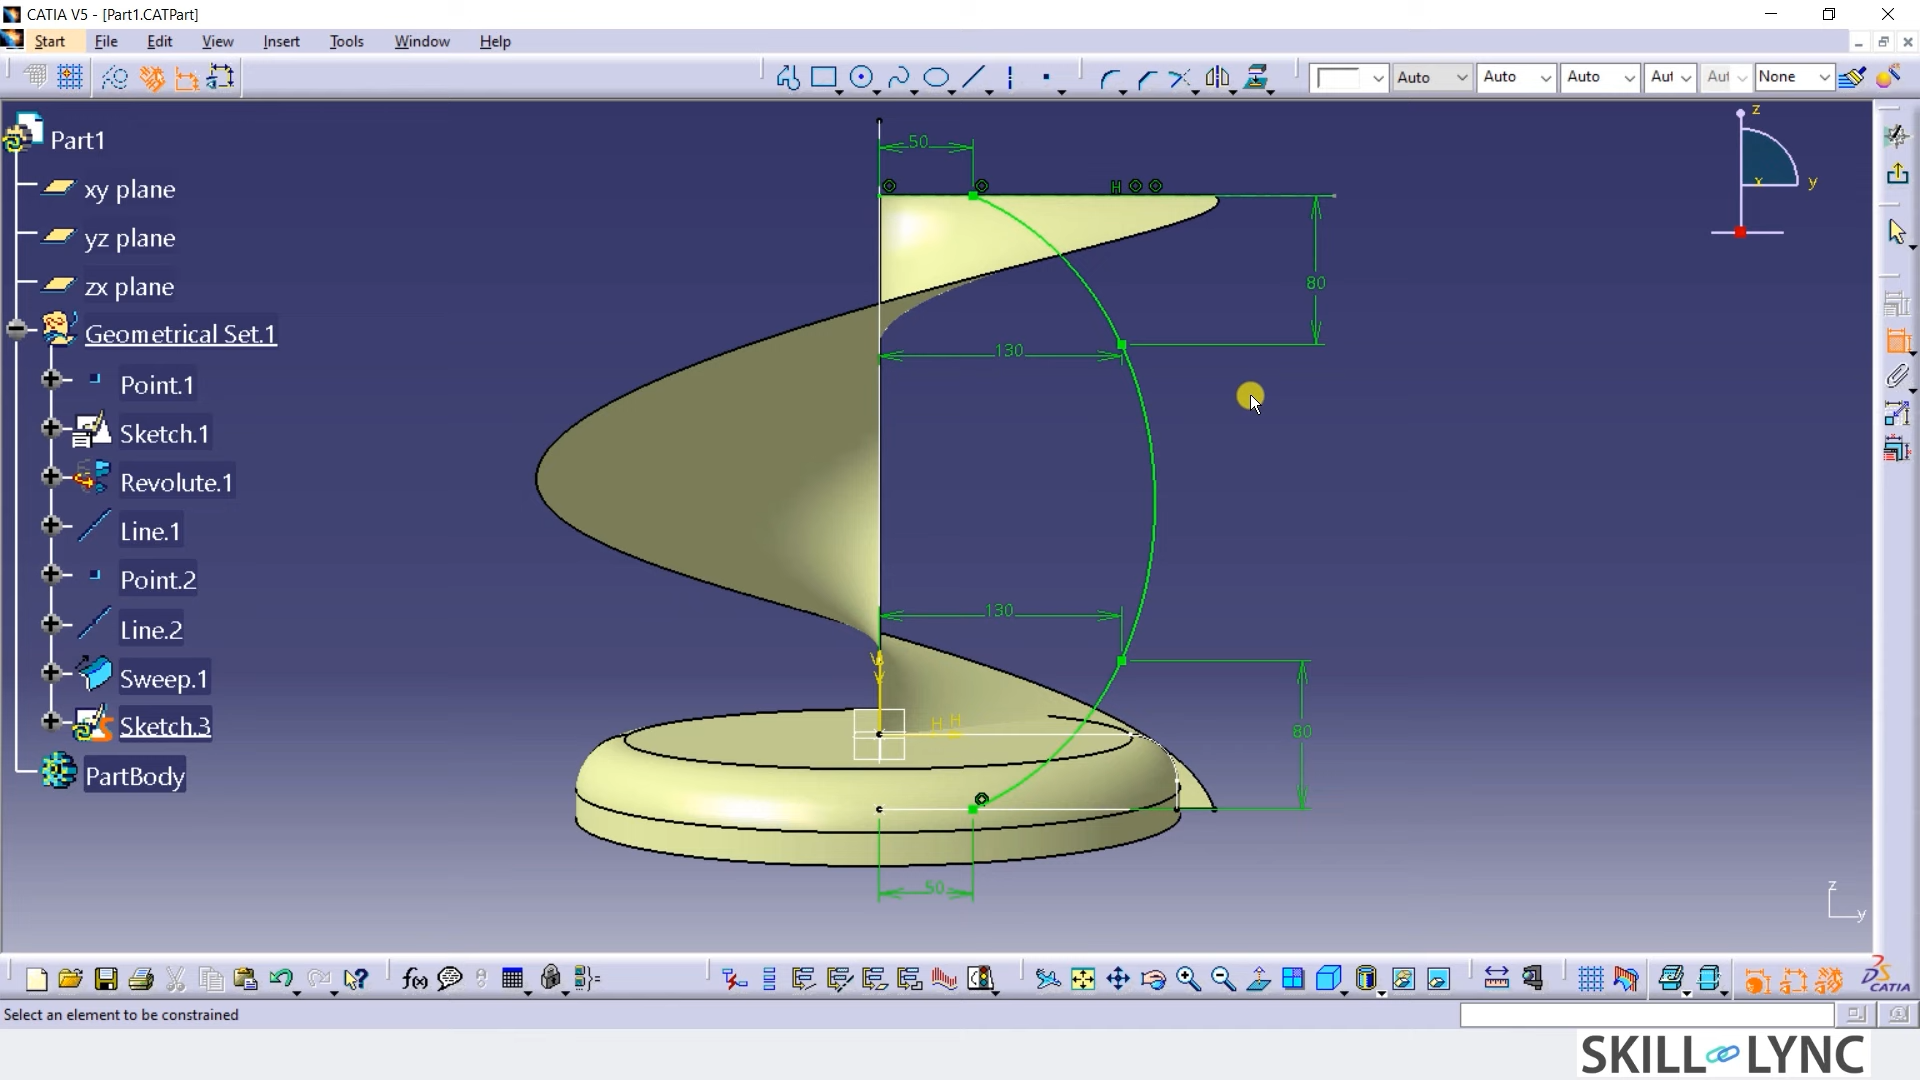 CATIA V5 - [Part1.CATPart]
Start File Edit View Insert Tools Window Help
Auto Auto Auto Aut Aut None
Part1
xy plane
yz plane
zx plane
Geometrical Set.1
Point.1
Sketch.1
Revolute.1
Line.1
Point.2
Line.2
Sweep.1
Sketch.3
PartBody
50
H
80
130
130
H H
80
50
z
x y
z
y
f(x)
CATIA
Select an element to be constrained
SKILL LYNC